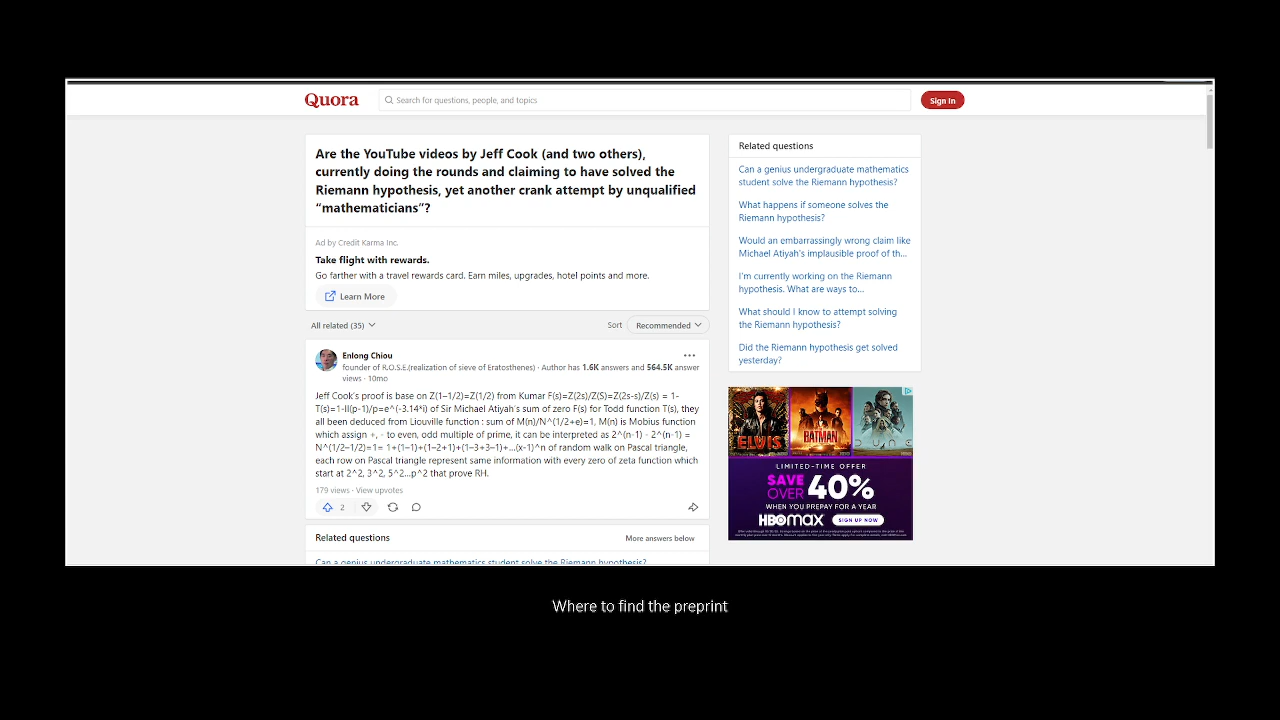 Quora
Search for questions, people, and topics
Sign In
Are the YouTube videos by Jeff Cook (and two others),
currently doing the rounds and claiming to have solved the
Riemann hypothesis, yet another crank attempt by unqualified
“mathematicians”?
Ad by Credit Karma Inc.
Take flight with rewards.
Go farther with a travel rewards card. Earn miles, upgrades, hotel points and more.
Learn More
All related (35)
Sort
Recommended
Enlong Chiou
founder of R.O.S.E.(realization of sieve of Eratosthenes) · Author has 1.6K answers and 564.5K answer
views · 10mo
Jeff Cook's proof is base on Z(1-1/2)=Z(1/2) from Kumar F(s)=Z(2s)/Z(S)=Z(2s-s)/Z(s) = 1-
T(s)=1-II(p-1)/p=e^(-3.14*i) of Sir Michael Atiyah's sum of zero F(s) for Todd function T(s), they
all been deduced from Liouville function : sum of M(n)/N^(1/2+e)=1, M(n) is Mobius function
which assign +, - to even, odd multiple of prime, it can be interpreted as 2^(n-1) - 2^(n-1) =
N^(1/2-1/2)=1= 1+(1-1)+(1-2+1)+(1-3+3-1)+...(x-1)^n of random walk on Pascal triangle,
each row on Pascal triangle represent same information with every zero of zeta function which
start at 2^2, 3^2, 5^2...p^2 that prove RH.
179 views · View upvotes
2
Related questions
More answers below
Can a genius undergraduate mathematics student solve the Riemann hypothesis?
Related questions
Can a genius undergraduate mathematics
student solve the Riemann hypothesis?
What happens if someone solves the
Riemann hypothesis?
Would an embarrassingly wrong claim like
Michael Atiyah's implausible proof of th...
I'm currently working on the Riemann
hypothesis. What are ways to...
What should I know to attempt solving
the Riemann hypothesis?
Did the Riemann hypothesis get solved
yesterday?
ELVIS
THE BATMAN
DUNE
LIMITED-TIME OFFER
SAVE OVER 40%
WHEN YOU PREPAY FOR A YEAR
HBOMAX
SIGN UP NOW
Where to find the preprint